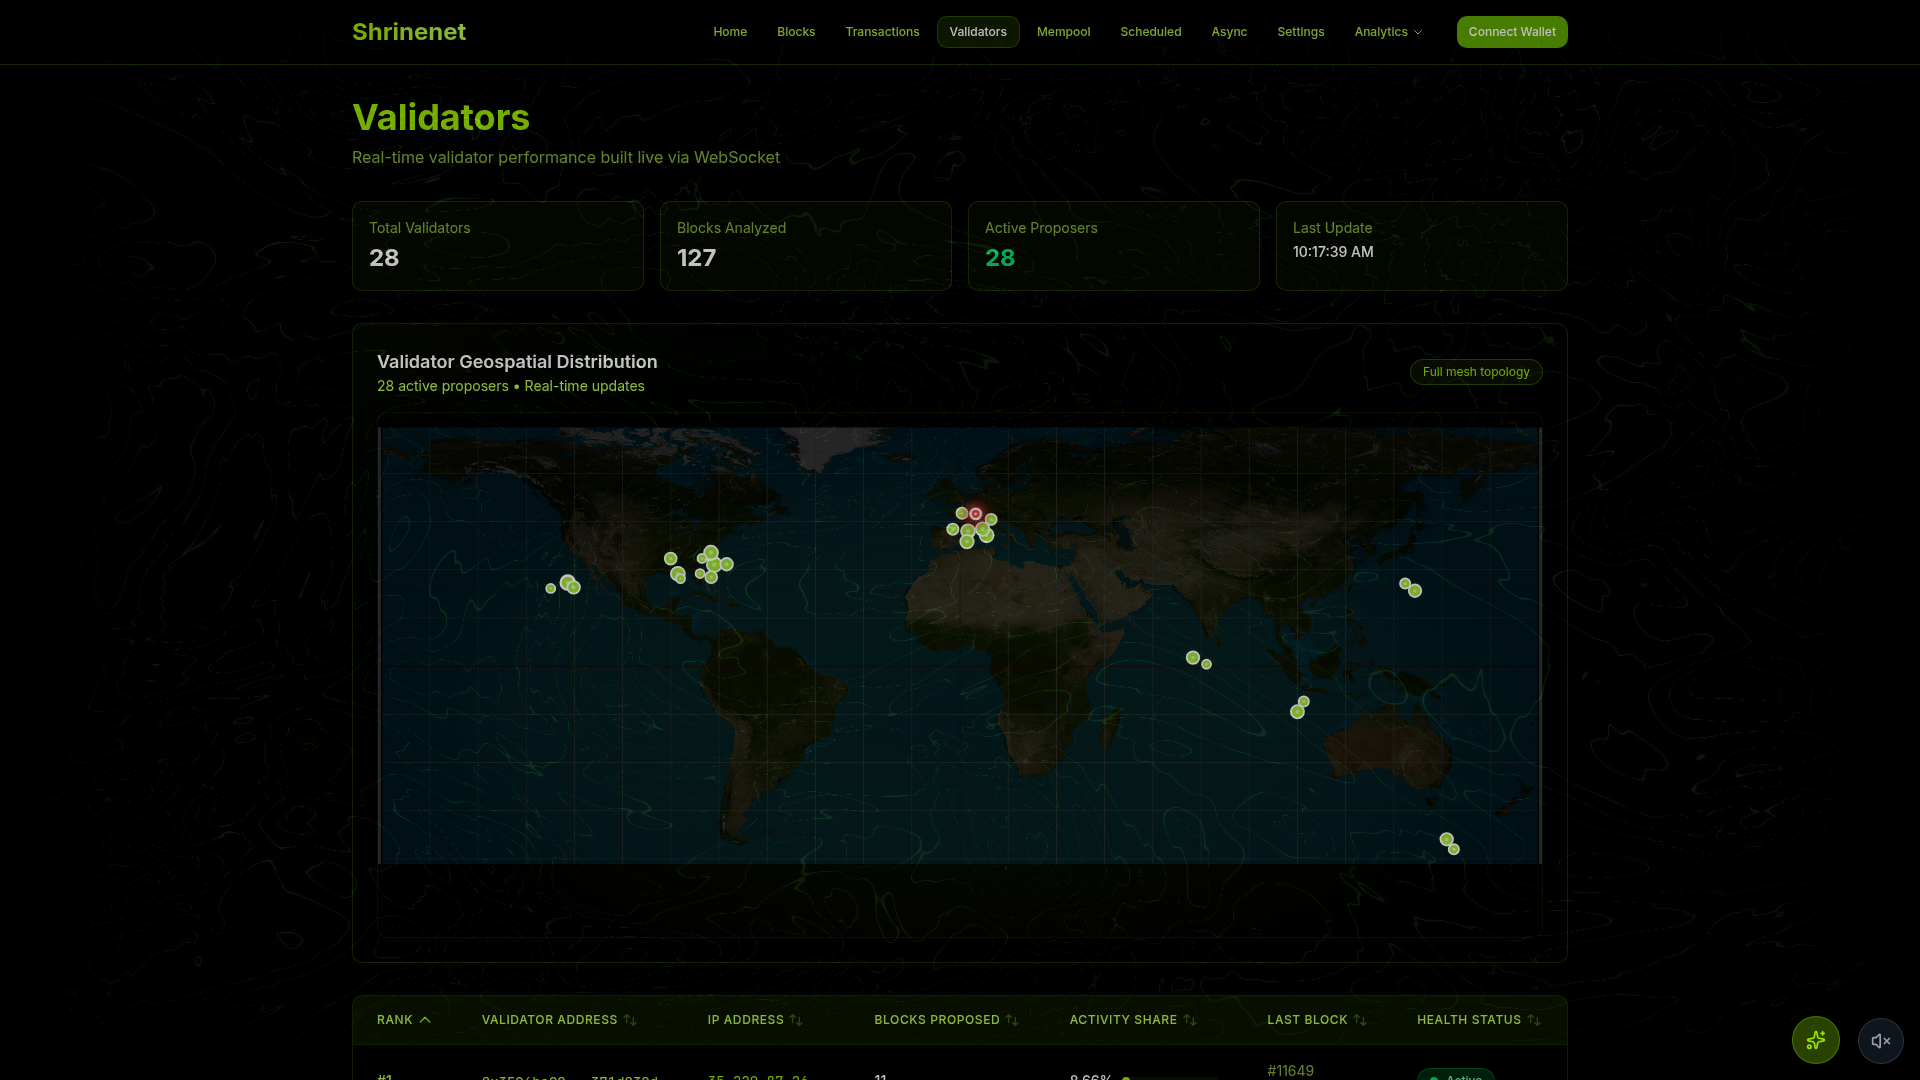 Shrinenet
Home
Blocks
Transactions
Validators
Mempool
Scheduled
Async
Settings
Analytics
Connect Wallet
Validators
Real-time validator performance built live via WebSocket
Total Validators
28
Blocks Analyzed
127
Active Proposers
28
Last Update
10:17:39 AM
Validator Geospatial Distribution
28 active proposers • Real-time updates
Full mesh topology
RANK
VALIDATOR ADDRESS
IP ADDRESS
BLOCKS PROPOSED
ACTIVITY SHARE
LAST BLOCK
HEALTH STATUS
#1
11
8.66%
#11649
Active